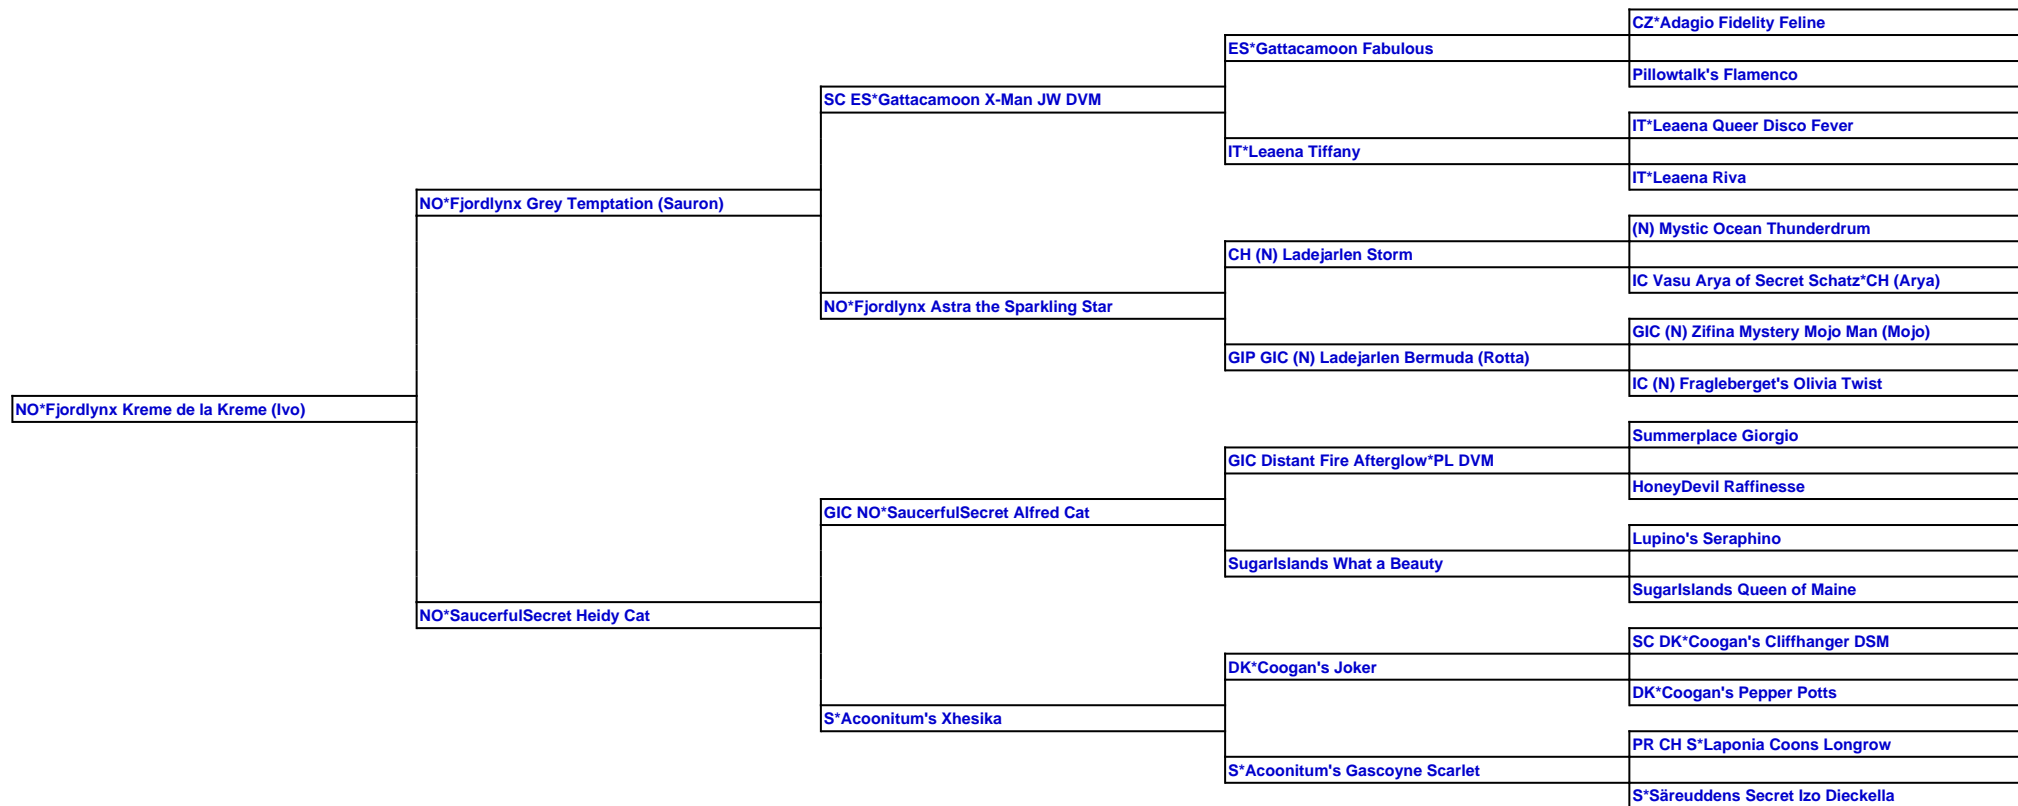 CZ*Adagio Fidelity Feline
ES*Gattacamoon Fabulous
Pillowtalk's Flamenco
SC ES*Gattacamoon X-Man JW DVM
IT*Leaena Queer Disco Fever
IT*Leaena Tiffany
IT*Leaena Riva
NO*Fjordlynx Grey Temptation (Sauron)
(N) Mystic Ocean Thunderdrum
CH (N) Ladejarlen Storm
IC Vasu Arya of Secret Schatz*CH (Arya)
NO*Fjordlynx Astra the Sparkling Star
GIC (N) Zifina Mystery Mojo Man (Mojo)
GIP GIC (N) Ladejarlen Bermuda (Rotta)
IC (N) Fragleberget's Olivia Twist
NO*Fjordlynx Kreme de la Kreme (Ivo)
Summerplace Giorgio
GIC Distant Fire Afterglow*PL DVM
HoneyDevil Raffinesse
GIC NO*SaucerfulSecret Alfred Cat
Lupino's Seraphino
SugarIslands What a Beauty
SugarIslands Queen of Maine
NO*SaucerfulSecret Heidy Cat
SC DK*Coogan's Cliffhanger DSM
DK*Coogan's Joker
DK*Coogan's Pepper Potts
S*Acoonitum's Xhesika
PR CH S*Laponia Coons Longrow
S*Acoonitum's Gascoyne Scarlet
S*Säreuddens Secret Izo Dieckella